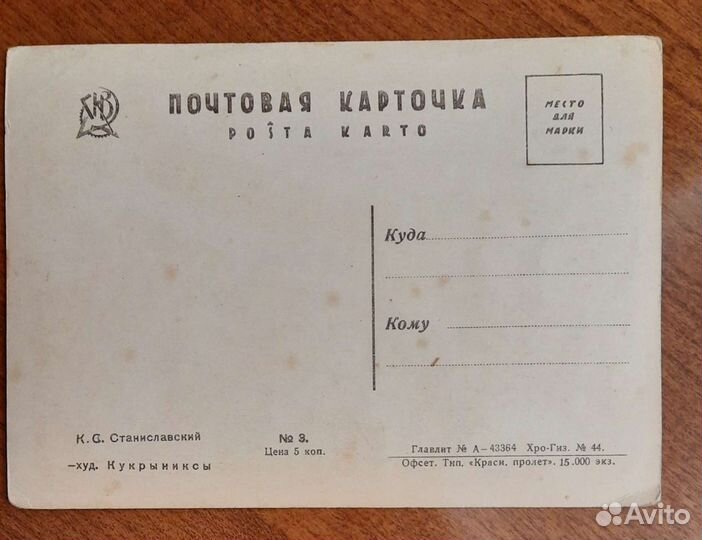 ПОЧТОВАЯ КАРТОЧКА
POŜTA KARTO
МЕСТО
ДЛЯ
МАРКИ
Куда
Кому
К. С. Станиславский
—худ. Кукрыниксы
№ 3.
Цена 5 коп.
Главлит № А—43364 Хро-Гиз. № 44.
Офсет. Тип. «Красн. пролет». 15.000 экз.
Avito